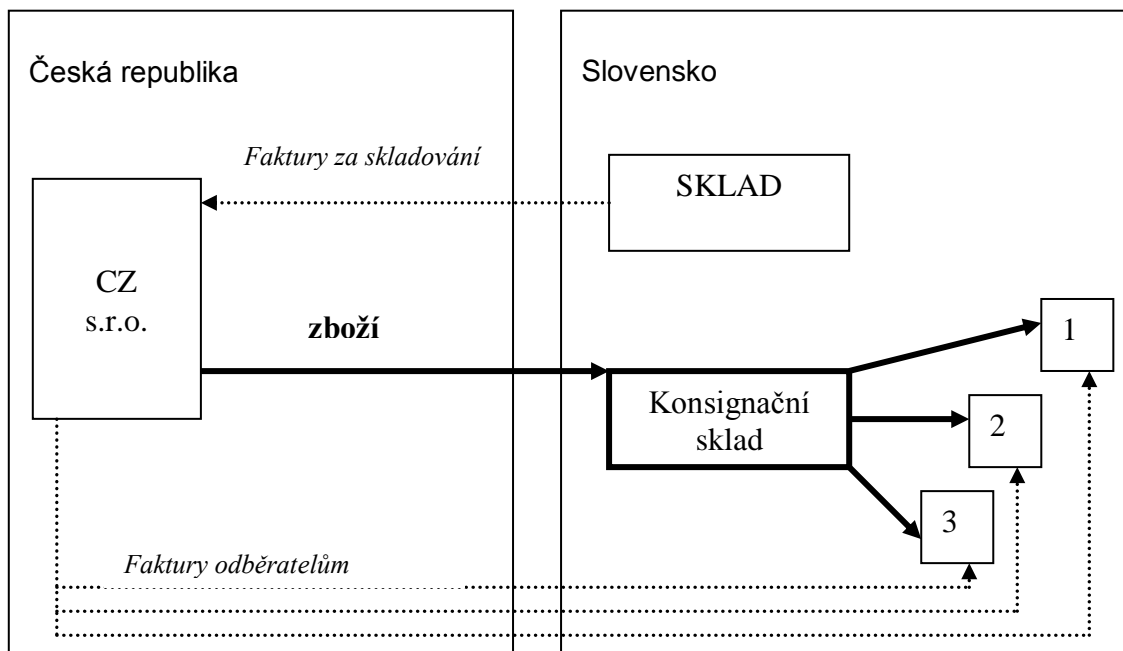 Česká republika
Slovensko
Faktury za skladování
SKLAD
CZ
s.r.o.
zboží
1
Konsignační
sklad
2
3
Faktury odběratelům